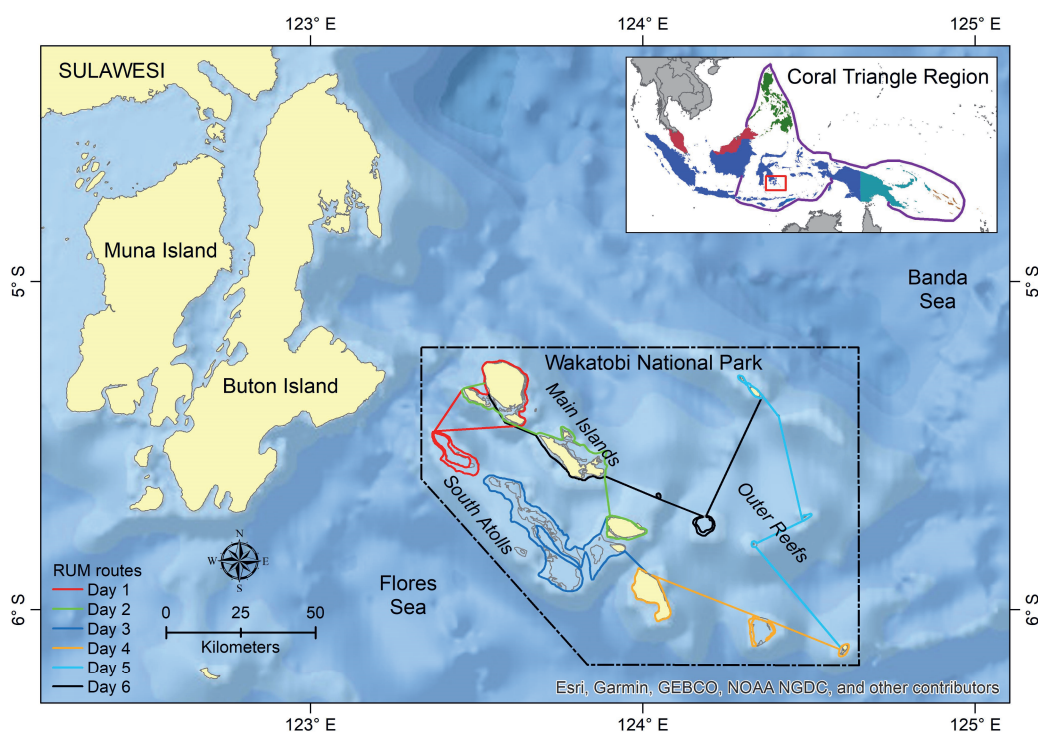 123° E
124° E
125° E
SULAWESI
Coral Triangle Region
Muna Island
5° S
Banda
Sea
5° S
Wakatobi National Park
Buton Island
Main Islands
South Atolls
Outer Reefs
N
W
E
S
Flores
Sea
RUM routes
Day 1
Day 2
Day 3
Day 4
Day 5
Day 6
0
25
50
Kilometers
6° S
6° S
Esri, Garmin, GEBCO, NOAA NGDC, and other contributors
123° E
124° E
125° E